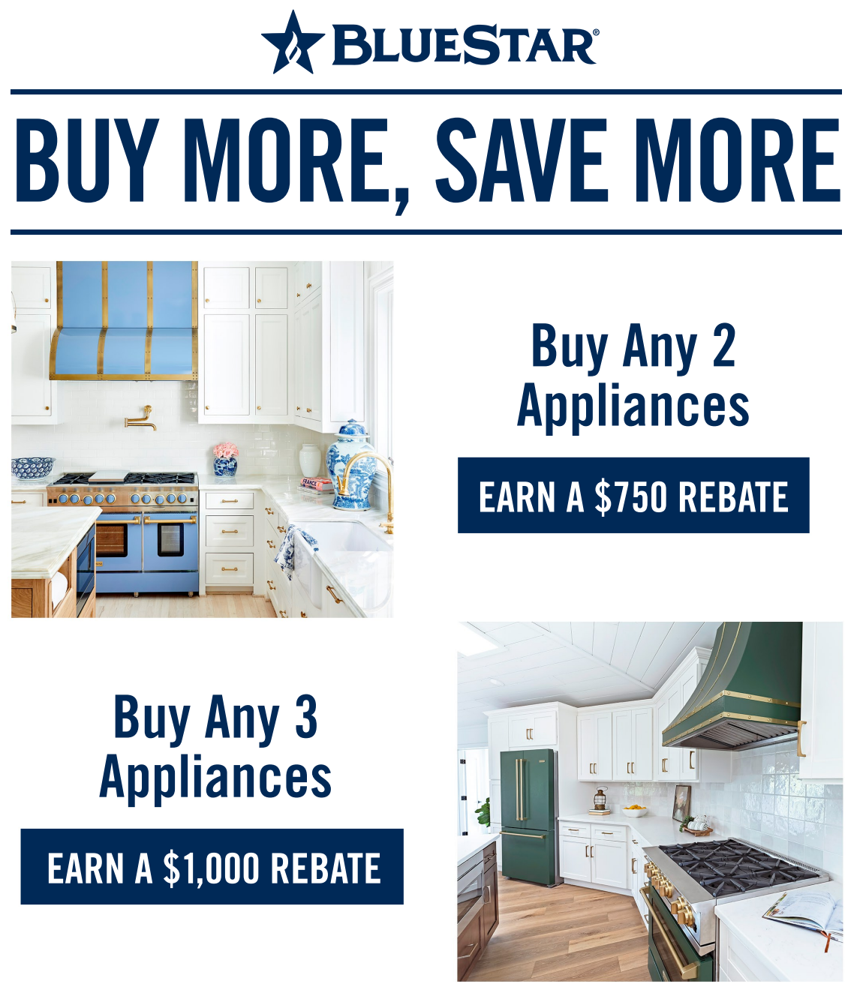 BLUESTAR®
BUY MORE, SAVE MORE
Buy Any 2
Appliances
EARN A $750 REBATE
FRANCE
Buy Any 3
Appliances
EARN A $1,000 REBATE